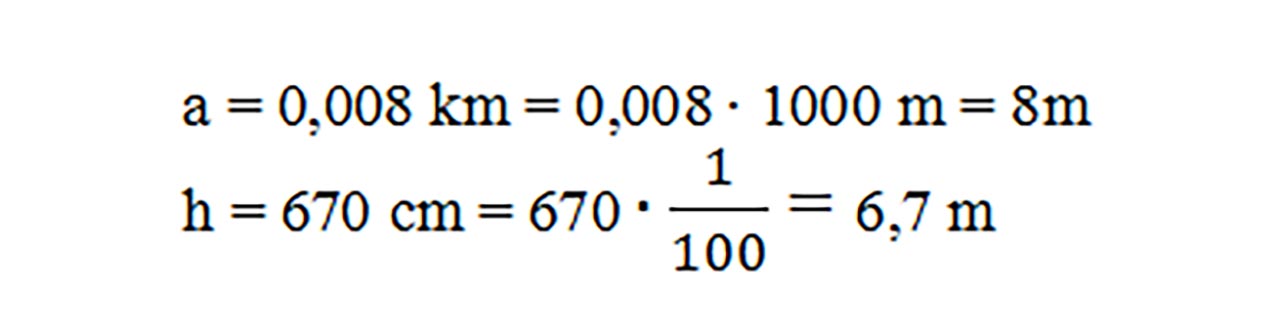 a = 0,008 km = 0,008 · 1000 m = 8m
h = 670 cm = 670 · 1/100 = 6,7 m